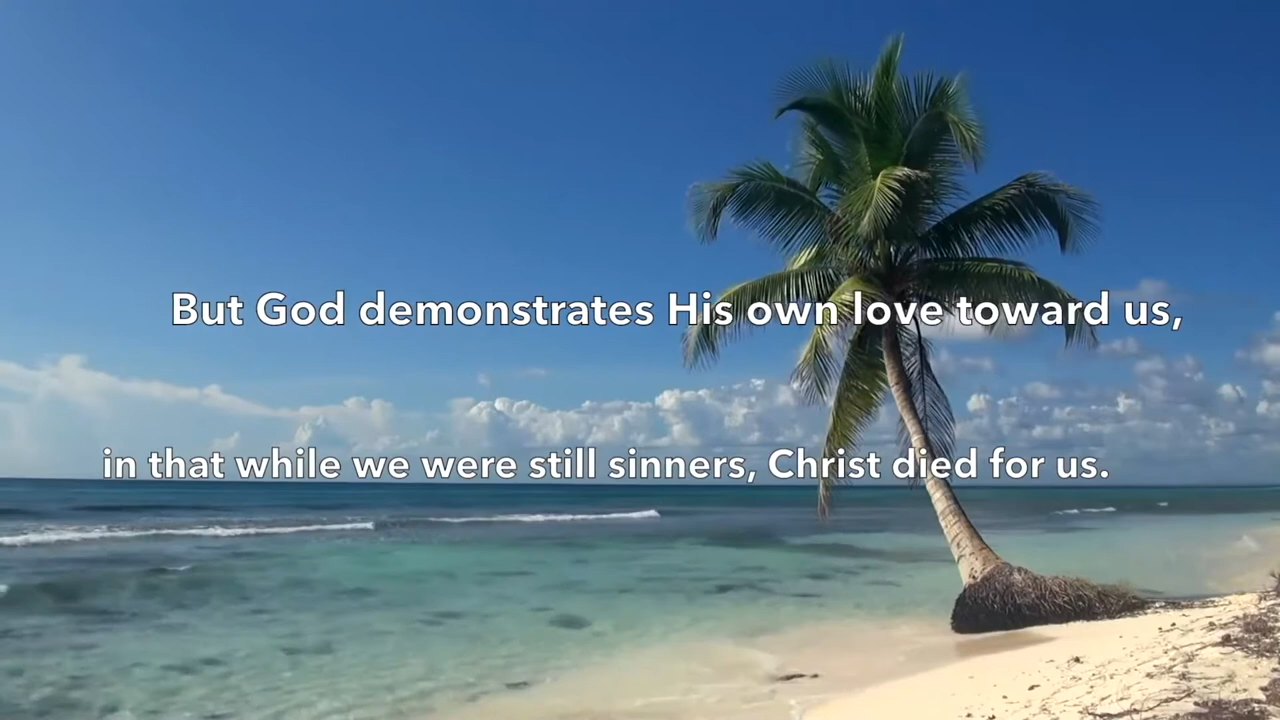 But God demonstrates His own love toward us,
in that while we were still sinners, Christ died for us.